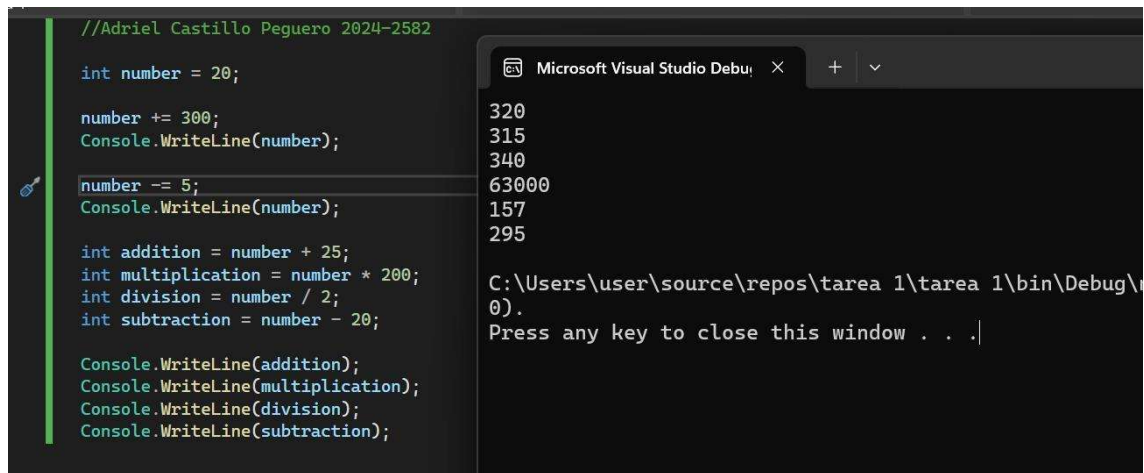 //Adriel Castillo Peguero 2024-2582
int number = 20;
number += 300;
Console.WriteLine(number);
number -= 5;
Console.WriteLine(number);
int addition = number + 25;
int multiplication = number * 200;
int division = number / 2;
int subtraction = number - 20;
Console.WriteLine(addition);
Console.WriteLine(multiplication);
Console.WriteLine(division);
Console.WriteLine(subtraction);
Microsoft Visual Studio Debu
320
315
340
63000
157
295
C:\Users\user\source\repos\tarea 1\tarea 1\bin\Debug\
0).
Press any key to close this window . . .